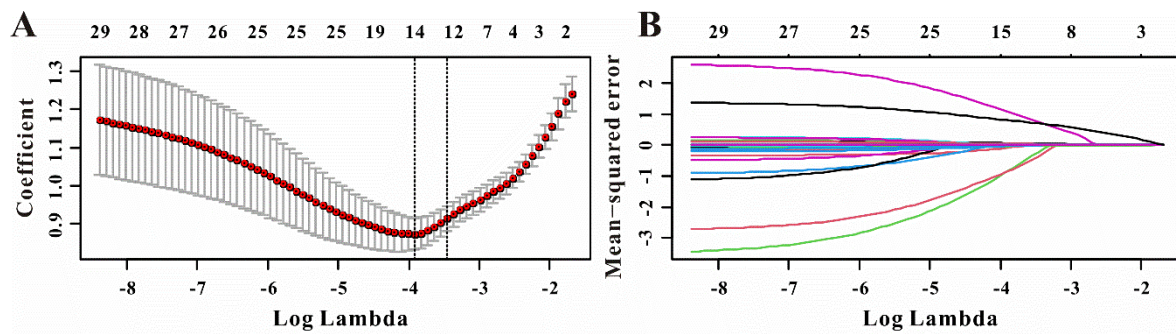 A
29 28 27 26 25 25 25 19 14 12 7 4 3 2
Coefficient
1.3
1.2
1.1
1.0
0.9
-8 -7 -6 -5 -4 -3 -2
Log Lambda
B
29 27 25 25 15 8 3
Mean-squared error
2
1
0
-1
-2
-3
-8 -7 -6 -5 -4 -3 -2
Log Lambda